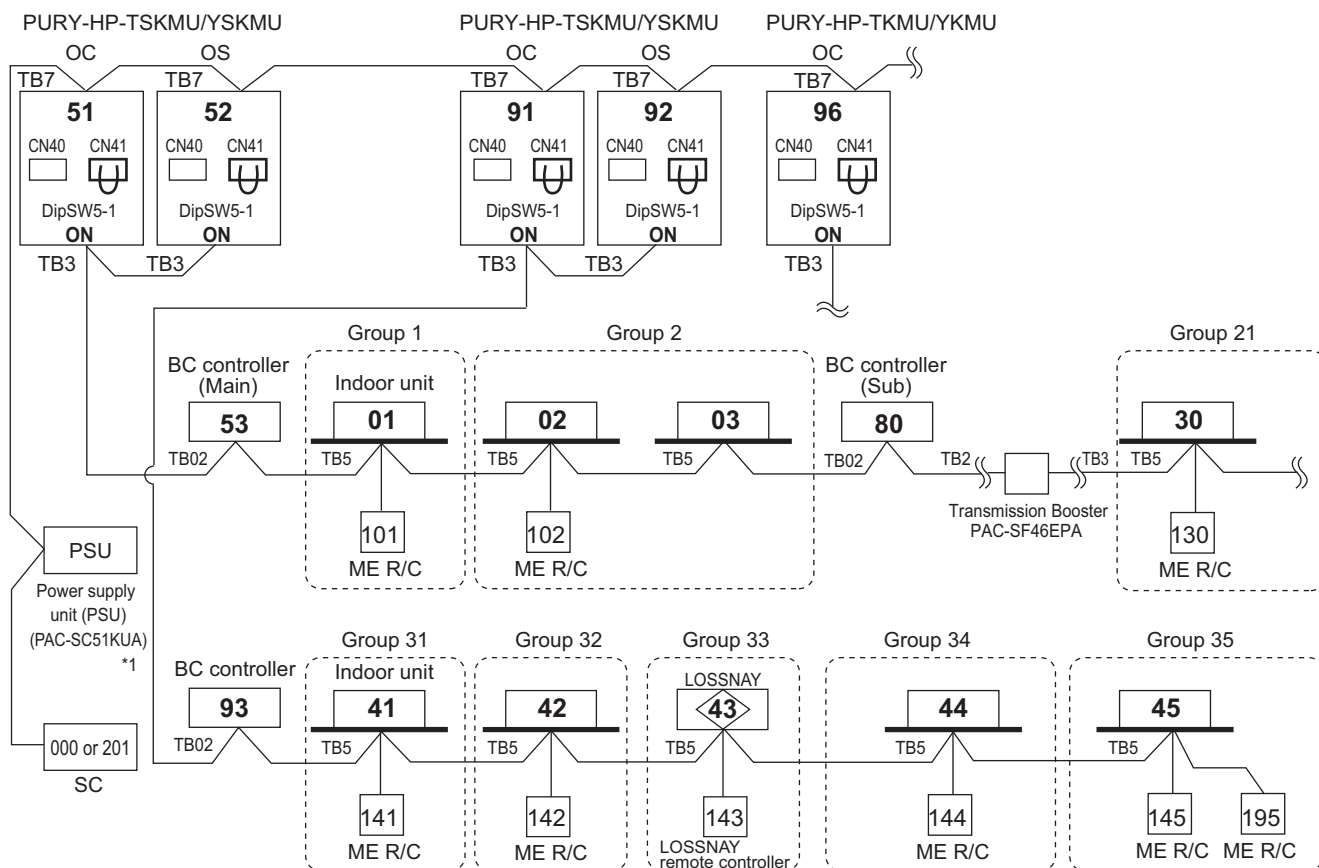 PURY-HP-TSKMU/YSKMU PURY-HP-TSKMU/YSKMU PURY-HP-TKMU/YKMU
OC OS OC OS OC
TB7 TB7 TB7 TB7 TB7
51 52 91 92 96
CN40 CN41 CN40 CN41 CN40 CN41 CN40 CN41 CN40 CN41
DipSW5-1 DipSW5-1 DipSW5-1 DipSW5-1 DipSW5-1
ON ON ON ON ON
TB3 TB3 TB3 TB3 TB3
Group 1 Group 2 Group 21
BC controller
(Main)
Indoor unit
BC controller
(Sub)
53 01 02 03 80 30
TB02 TB5 TB5 TB5 TB02 TB2 TB3 TB5
Transmission Booster
PAC-SF46EPA
101 102 130
ME R/C ME R/C ME R/C
PSU
Power supply
unit (PSU)
(PAC-SC51KUA)
*1
Group 31 Group 32 Group 33 Group 34 Group 35
BC controller Indoor unit LOSSNAY
93 41 42 43 44 45
TB02 TB5 TB5 TB5 TB5 TB5
000 or 201
SC
141 142 143 144 145 195
ME R/C ME R/C LOSSNAY
remote controller ME R/C ME R/C ME R/C